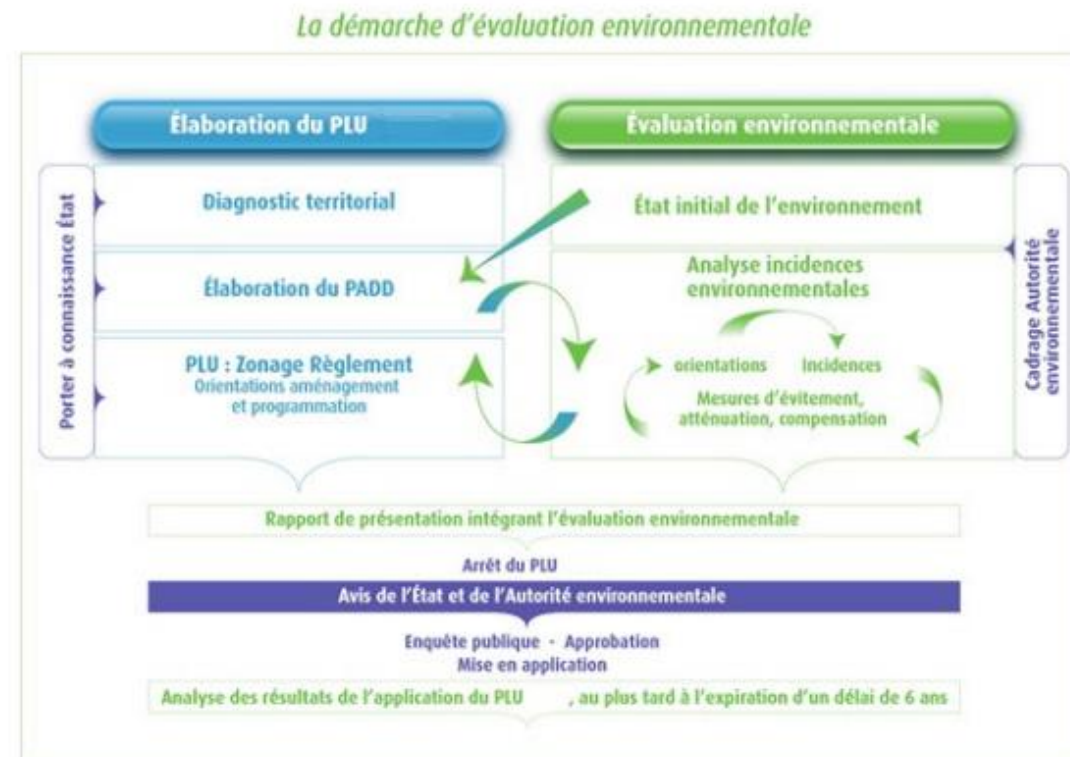 La démarche d'évaluation environnementale
Élaboration du PLU
Évaluation environnementale
Porter à connaissance État
Diagnostic territorial
Élaboration du PADD
PLU : Zonage Règlement
Orientations aménagement
et programmation
État initial de l'environnement
Analyse incidences
environnementales
orientations
Incidences
Mesures d'évitement,
atténuation, compensation
Cadrage Autorité
environnementale
Rapport de présentation intégrant l'évaluation environnementale
Arrêt du PLU
Avis de l'État et de l'Autorité environnementale
Enquête publique - Approbation
Mise en application
Analyse des résultats de l'application du PLU , au plus tard à l'expiration d'un délai de 6 ans